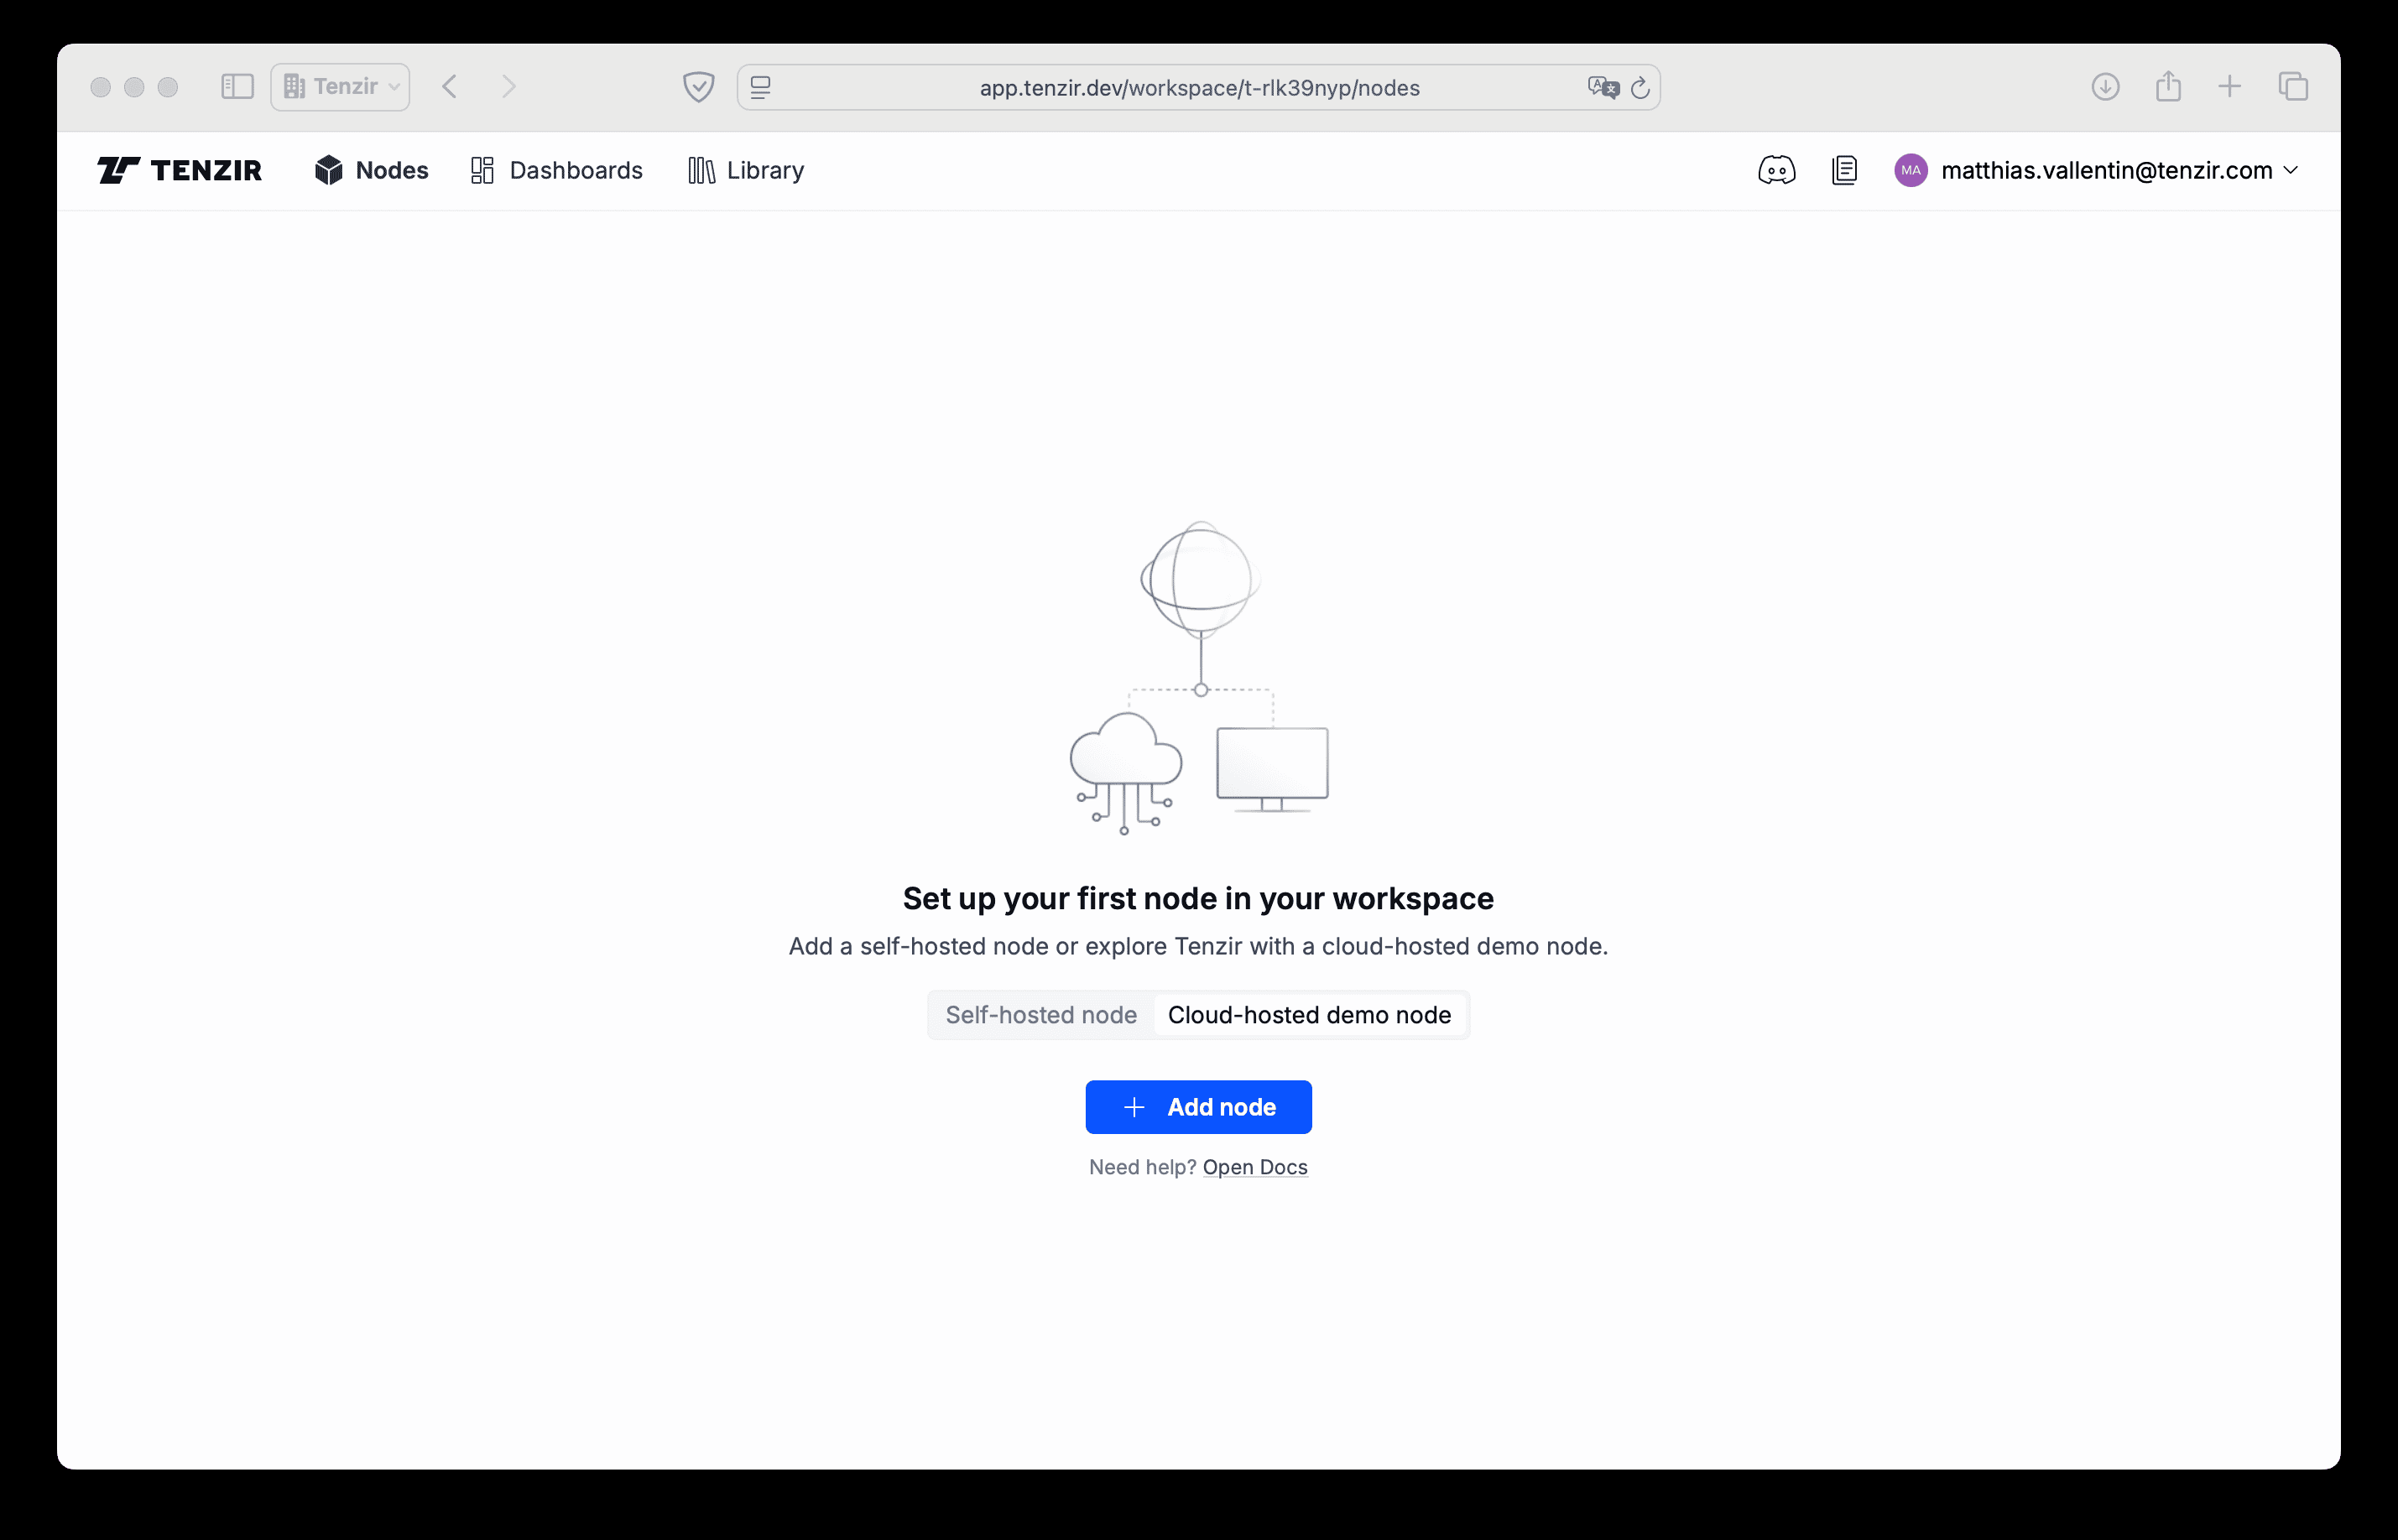 Tenzir
app.tenzir.dev/workspace/t-rlk39nyp/nodes
TENZIR
Nodes
Dashboards
Library
MA
matthias.vallentin@tenzir.com
Set up your first node in your workspace
Add a self-hosted node or explore Tenzir with a cloud-hosted demo node.
Self-hosted node
Cloud-hosted demo node
Add node
Need help? Open Docs